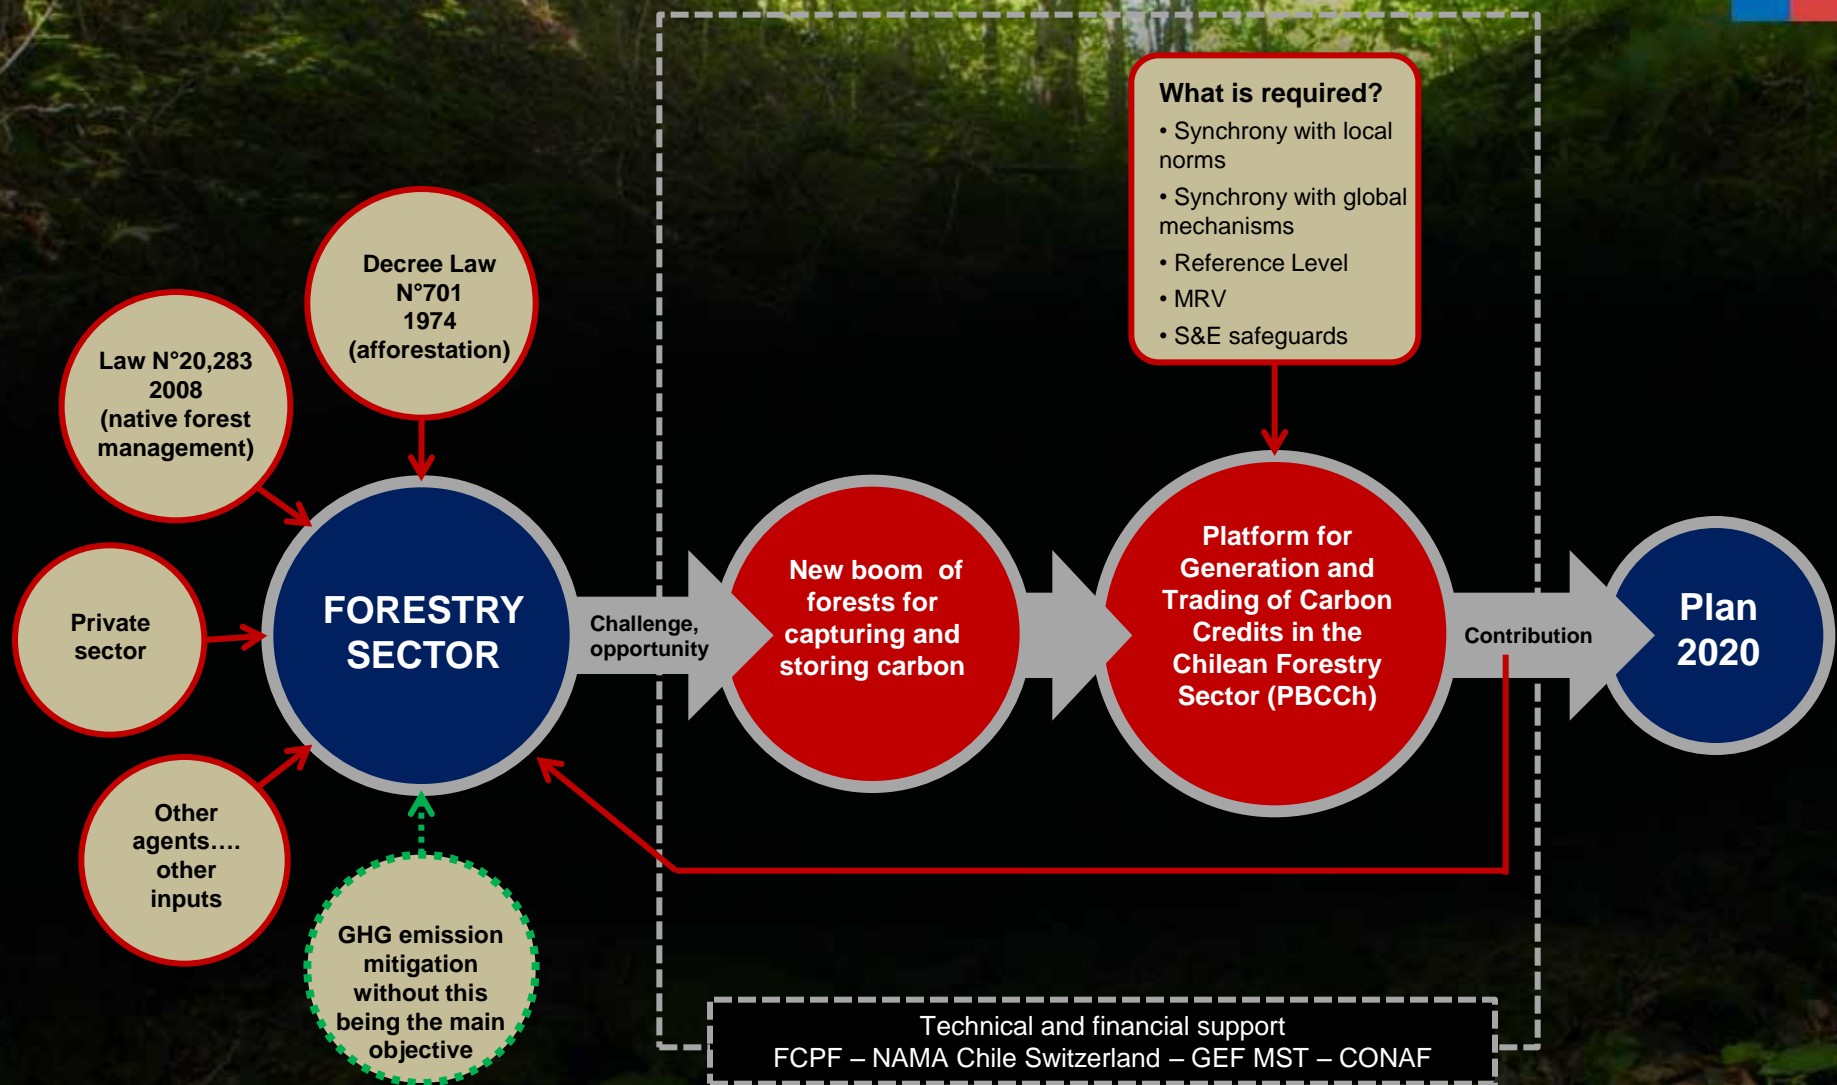 What is required?
• Synchrony with local
norms
• Synchrony with global
mechanisms
• Reference Level
• MRV
• S&E safeguards
Decree Law
N°701
1974
(afforestation)
Law N°20,283
2008
(native forest
management)
Private
sector
Other
agents….
other
inputs
GHG emission
mitigation
without this
being the main
objective
FORESTRY
SECTOR
Challenge,
opportunity
New boom of
forests for
capturing and
storing carbon
Platform for
Generation and
Trading of Carbon
Credits in the
Chilean Forestry
Sector (PBCCh)
Contribution
Plan
2020
Technical and financial support
FCPF – NAMA Chile Switzerland – GEF MST – CONAF